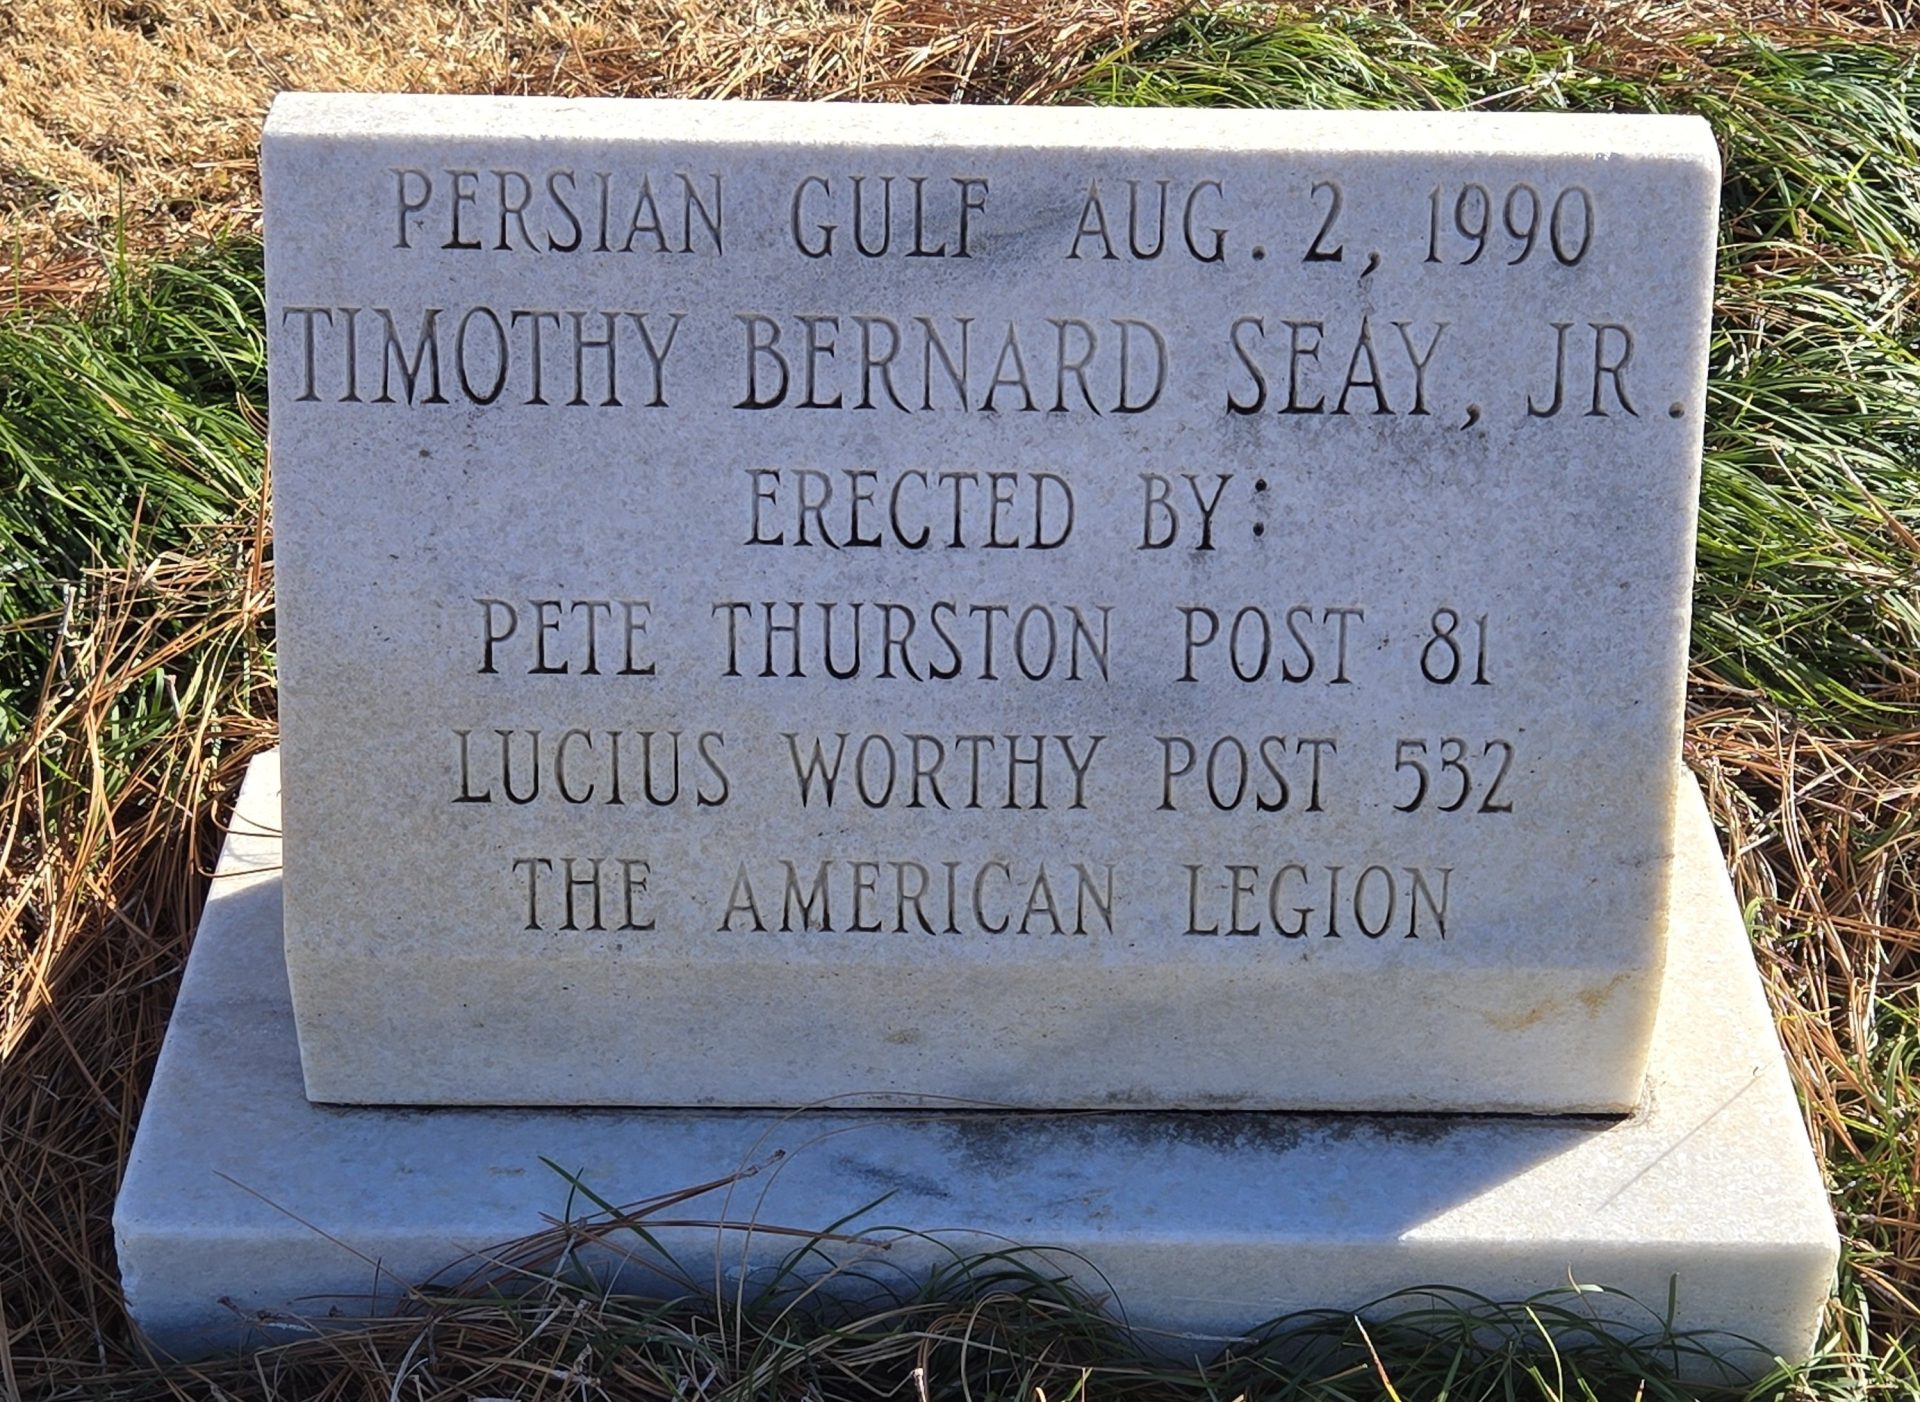 PERSIAN GULF AUG. 2, 1990
TIMOTHY BERNARD SEAY, JR.
ERECTED BY:
PETE THURSTON POST 81
LUCIUS WORTHY POST 532
THE AMERICAN LEGION